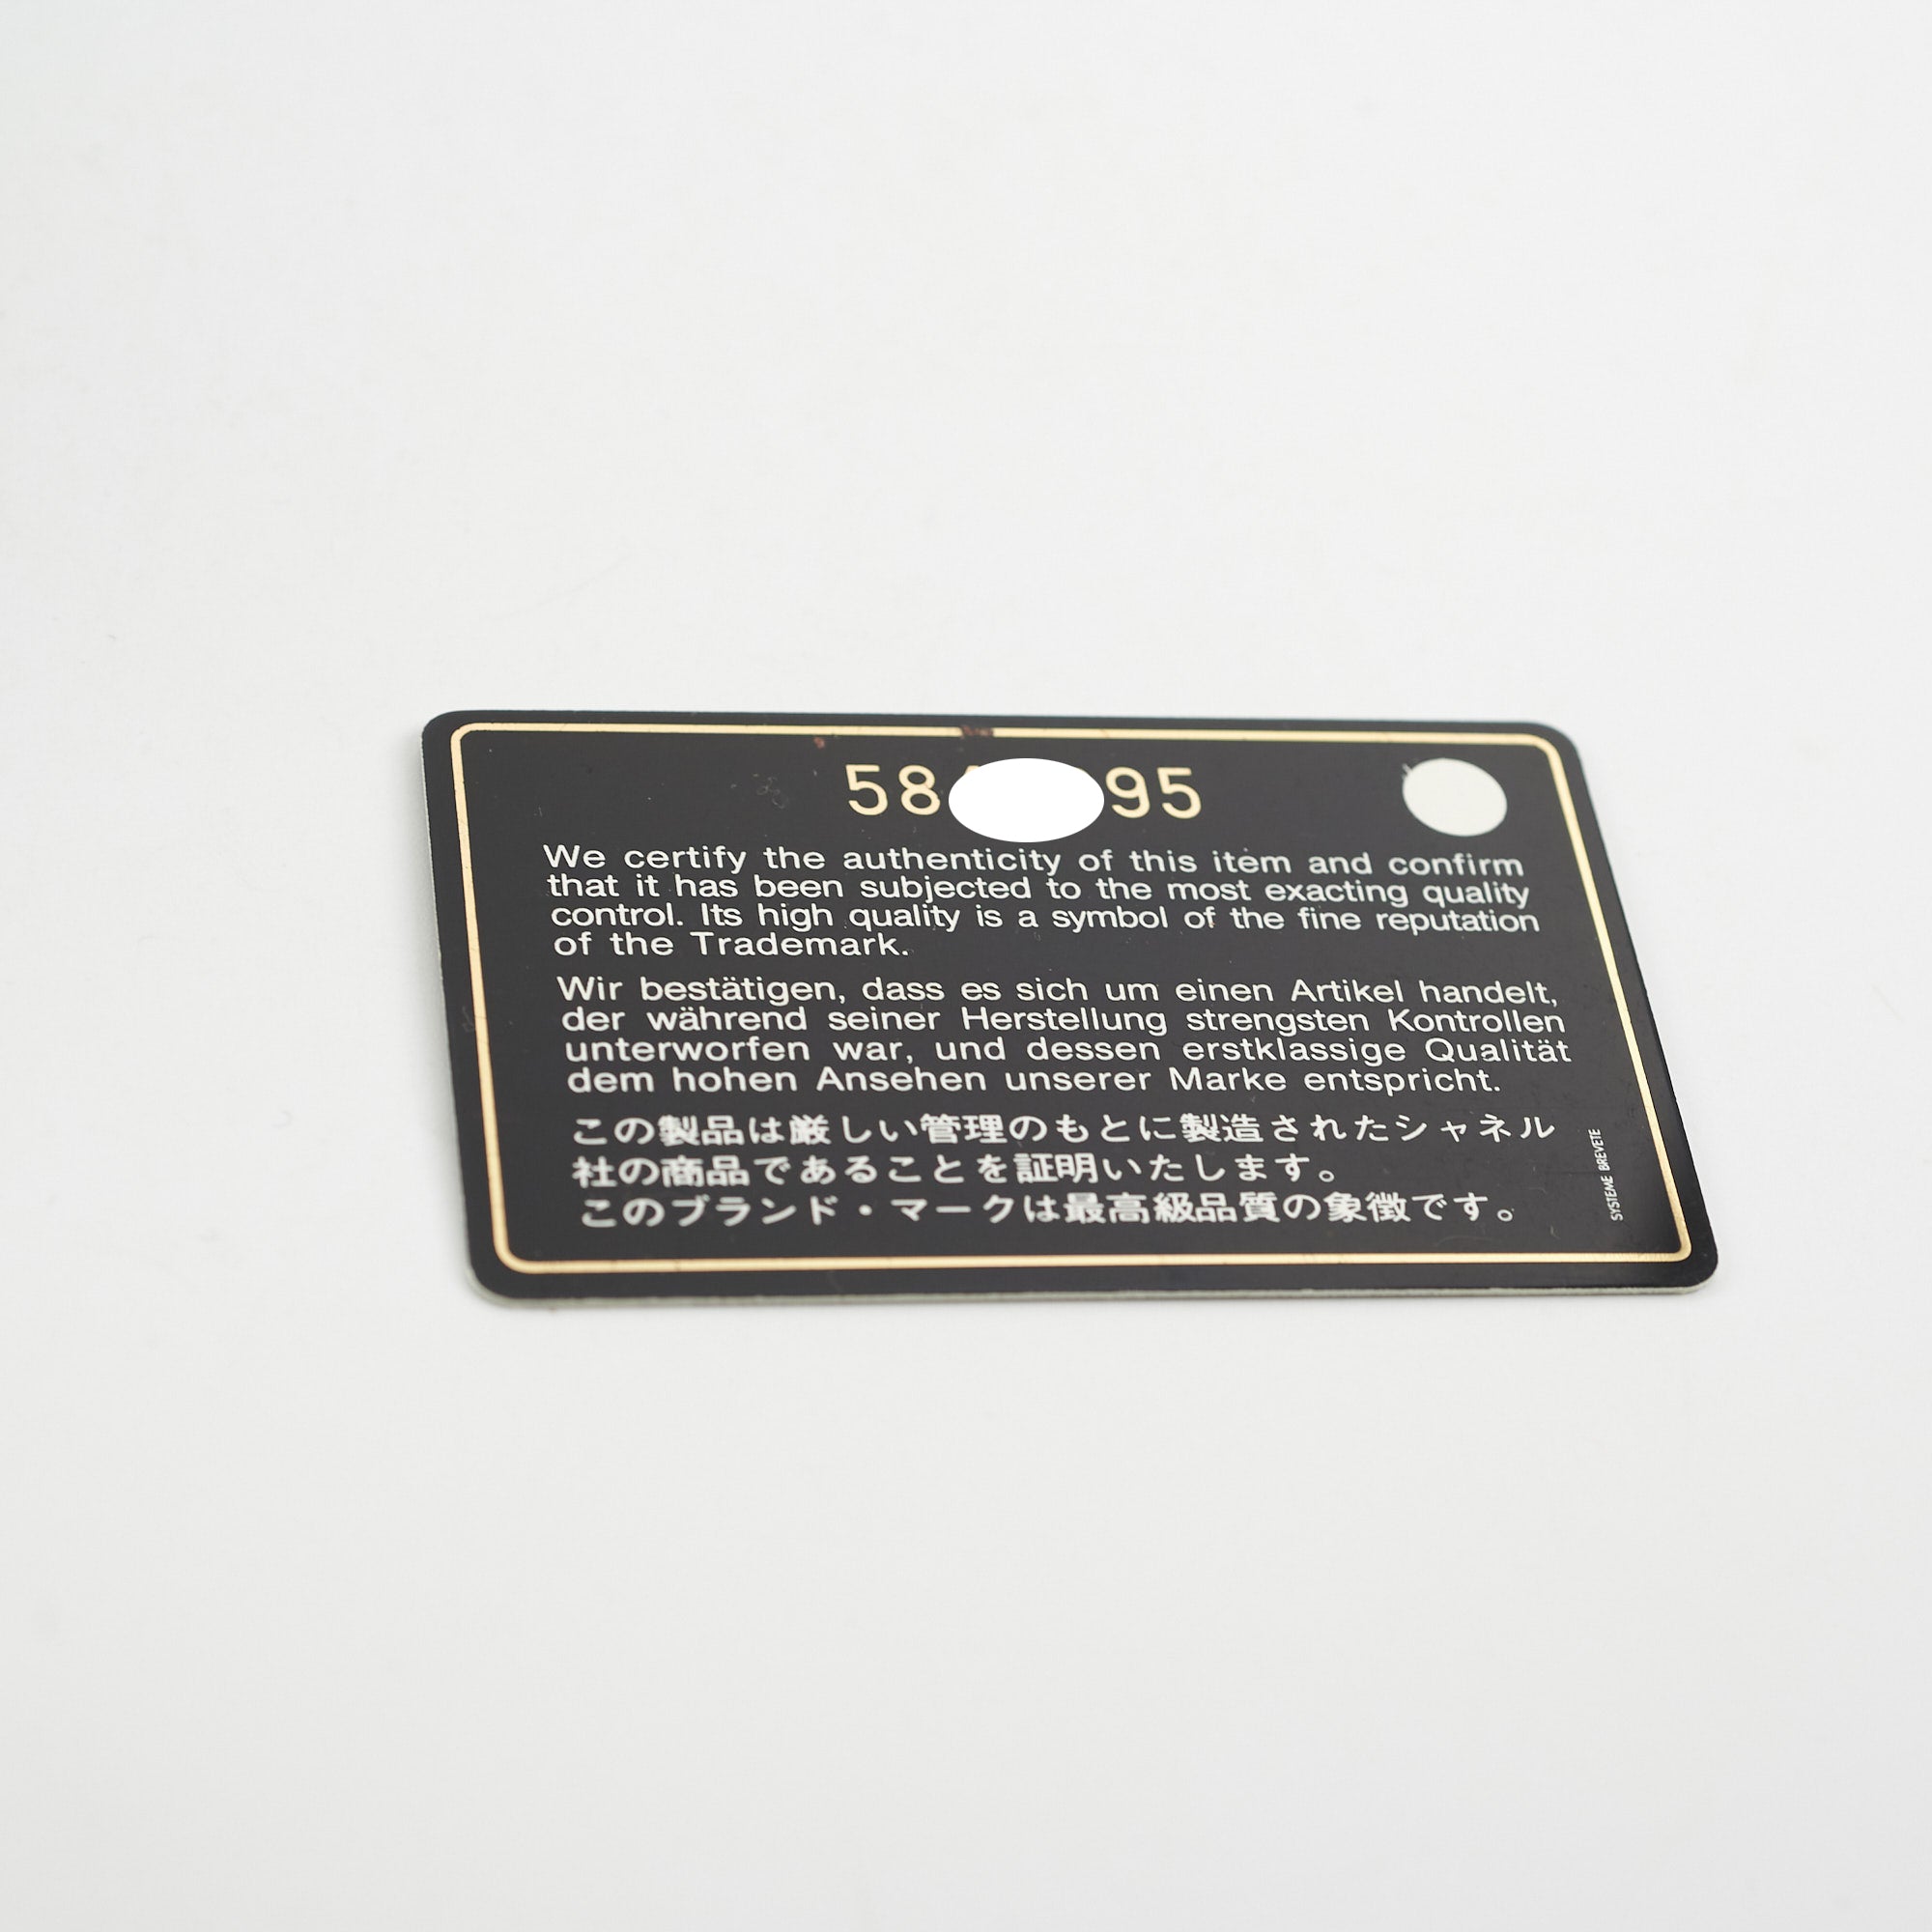 58 95
We certify the authenticity of this item and confirm
that it has been subjected to the most exacting quality
control. Its high quality is a symbol of the fine reputation
of the Trademark.
Wir bestätigen, dass es sich um einen Artikel handelt,
der während seiner Herstellung strengsten Kontrollen
unterworfen war, und dessen erstklassige Qualität
dem hohen Ansehen unserer Marke entspricht.
この製品は厳しい管理のもとに製造されたシャネル
社の商品であることを証明いたします。
このブランド・マークは最高級品質の象徴です。
SYSTEME BREVETE